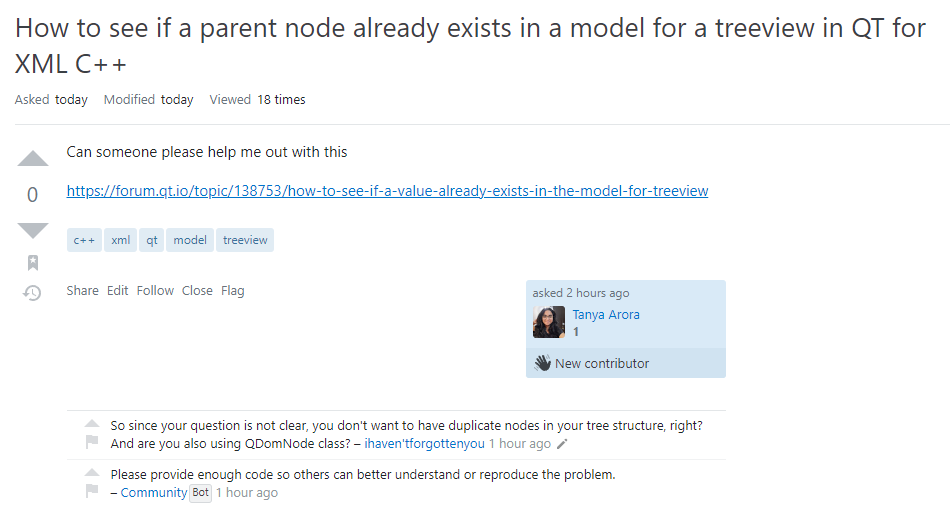 How to see if a parent node already exists in a model for a treeview in QT for
XML C++
Asked today Modified today Viewed 18 times
Can someone please help me out with this
0
https://forum.qt.io/topic/138753/how-to-see-if-a-value-already-exists-in-the-model-for-treeview
c++ xml qt model treeview
Share Edit Follow Close Flag
asked 2 hours ago
Tanya Arora
1
New contributor
So since your question is not clear, you don't want to have duplicate nodes in your tree structure, right?
And are you also using QDomNode class? – ihaven'tforgottenyou 1 hour ago
Please provide enough code so others can better understand or reproduce the problem.
– Community Bot 1 hour ago